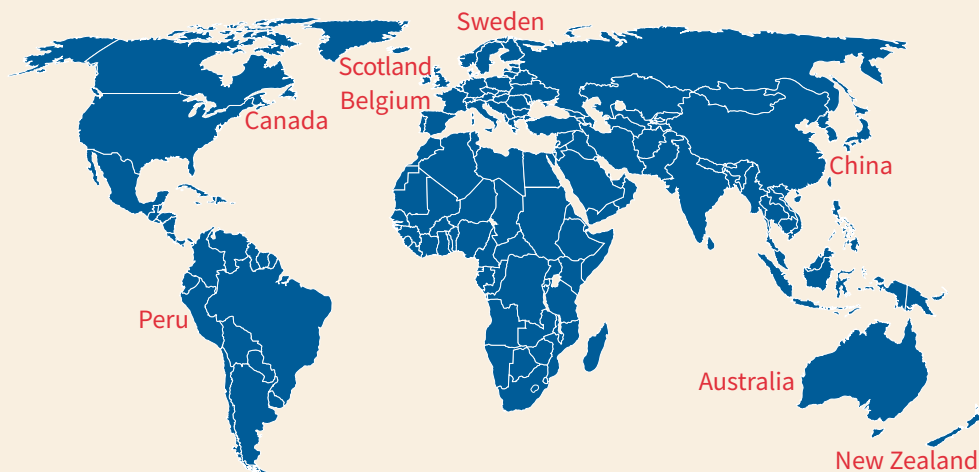 Sweden
Scotland
Belgium
Canada
China
Peru
Australia
New Zealand